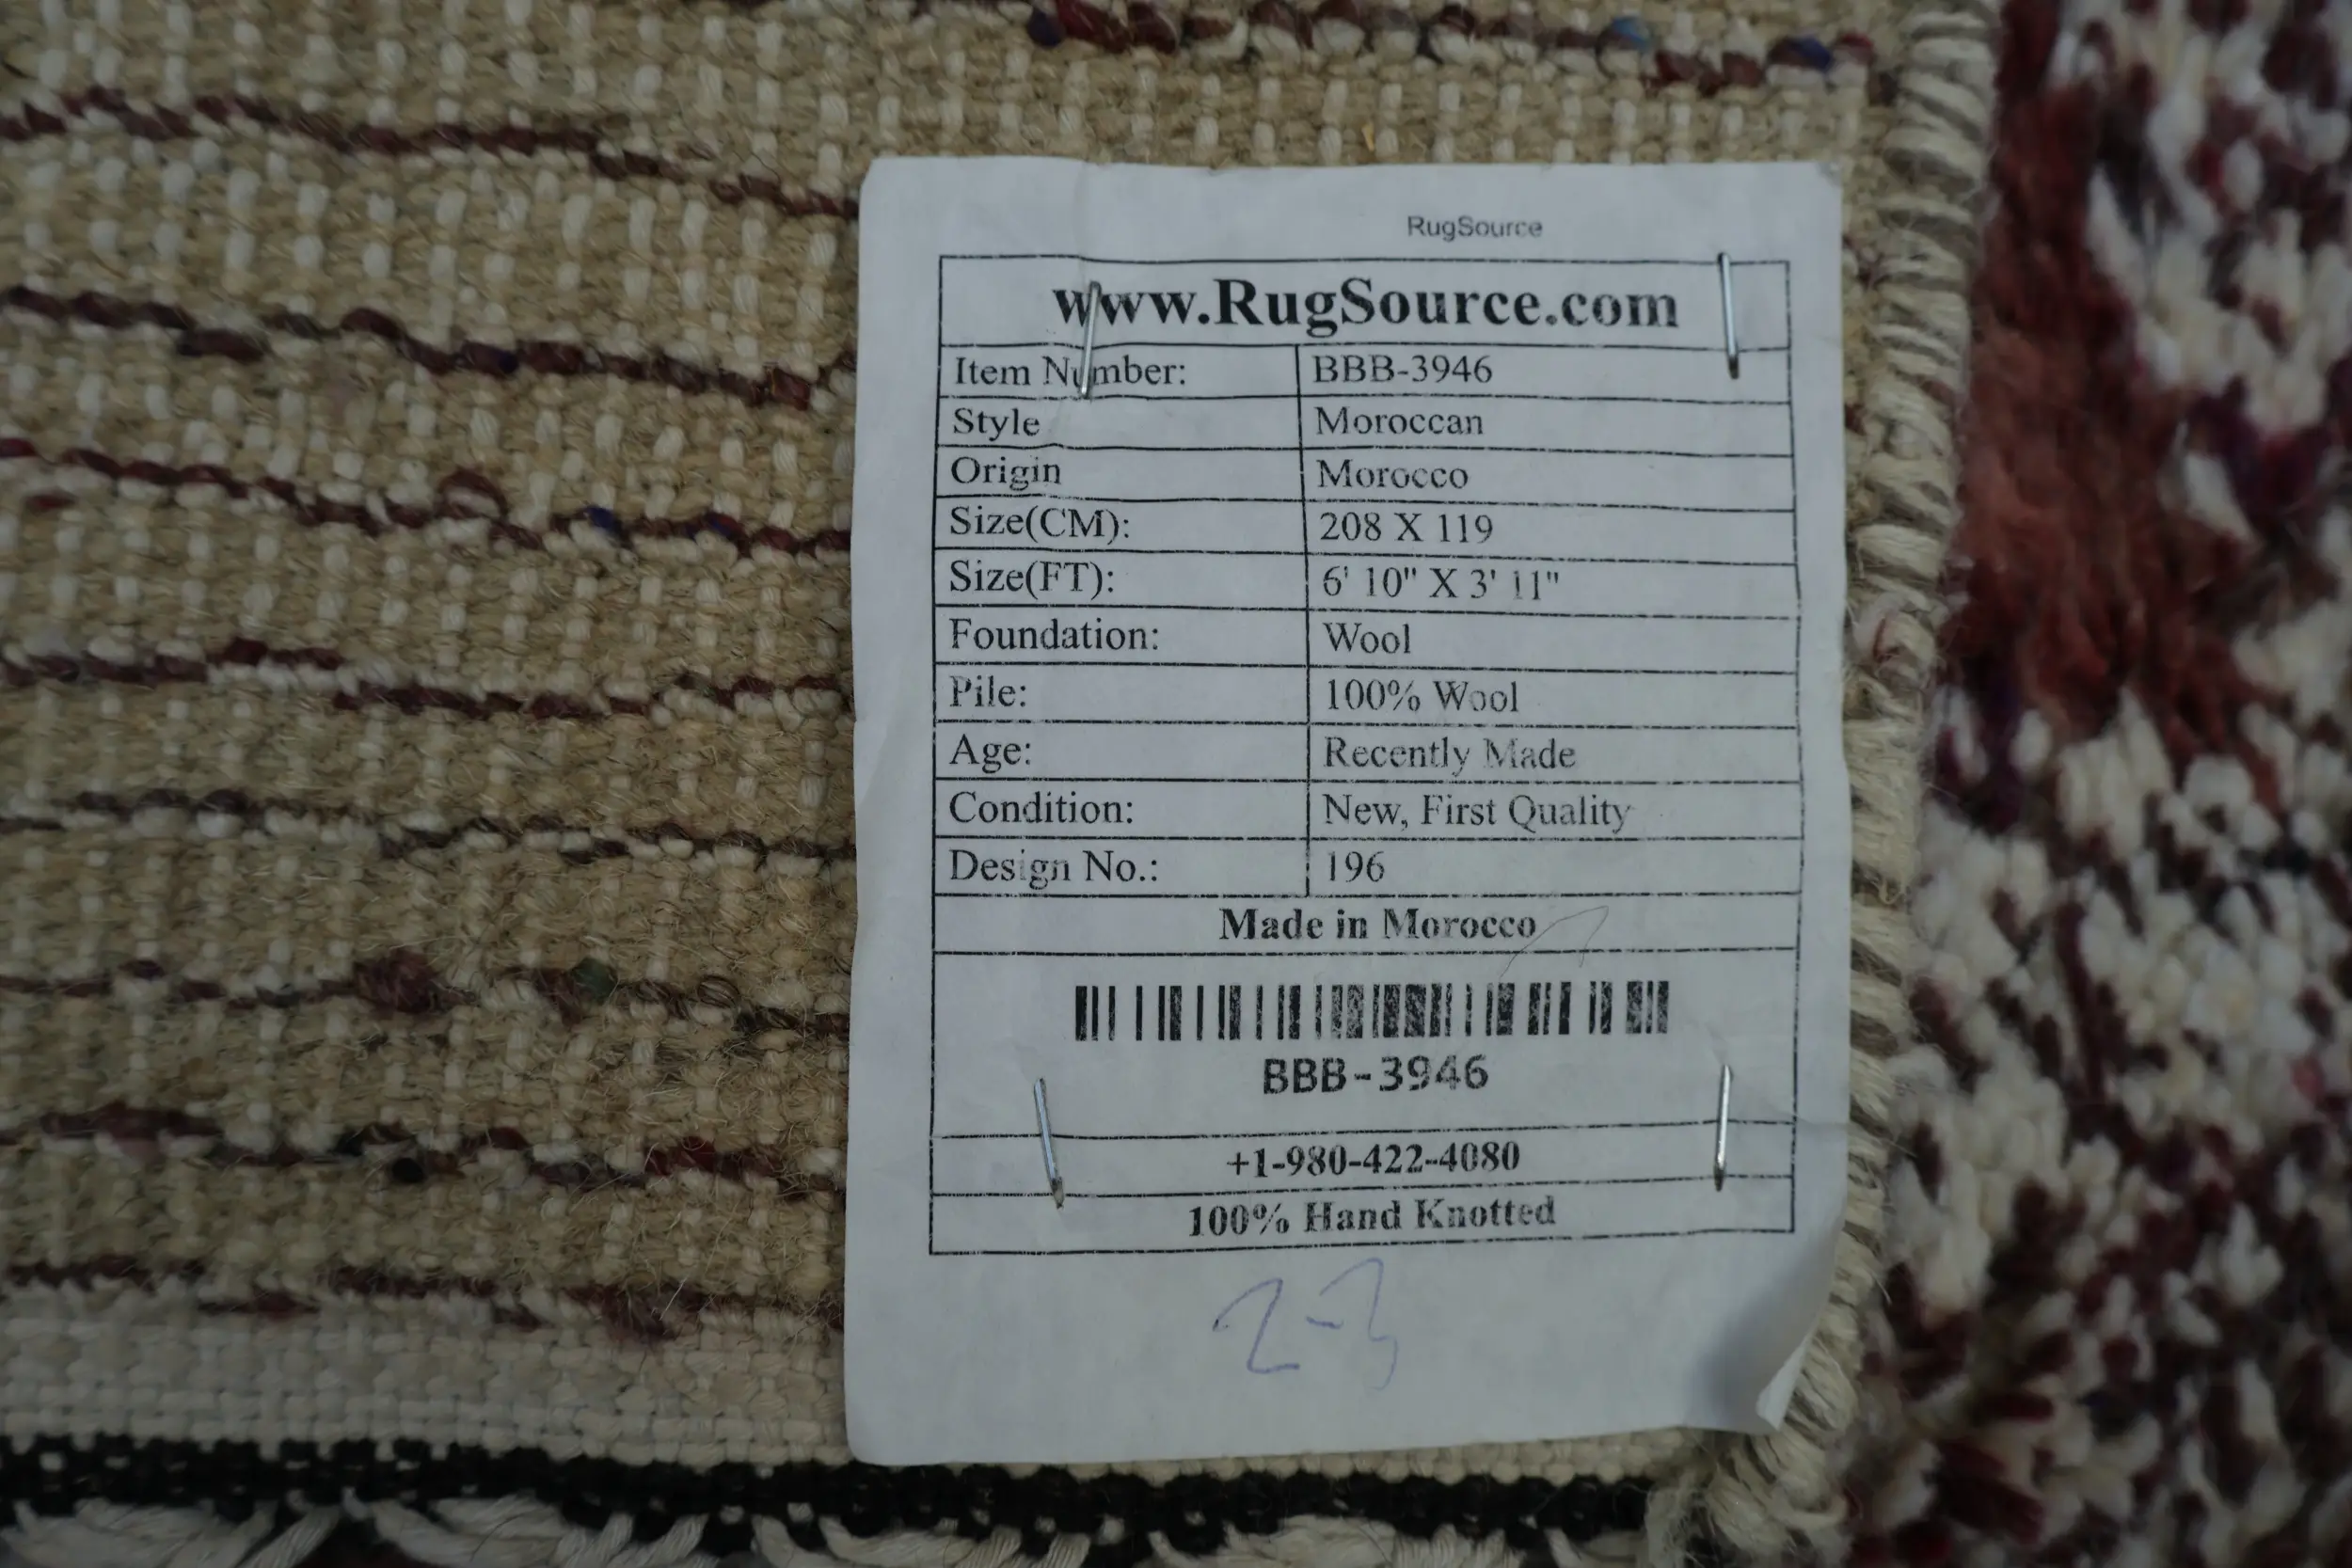 RugSource
www.RugSource.com
Item Number: BBB-3946
Style Moroccan
Origin Morocco
Size(CM): 208 X 119
Size(FT): 6' 10" X 3' 11"
Foundation: Wool
Pile: 100% Wool
Age: Recently Made
Condition: New, First Quality
Design No.: 196
Made in Morocco
BBB-3946
+1-980-422-4080
100% Hand Knotted
2-3